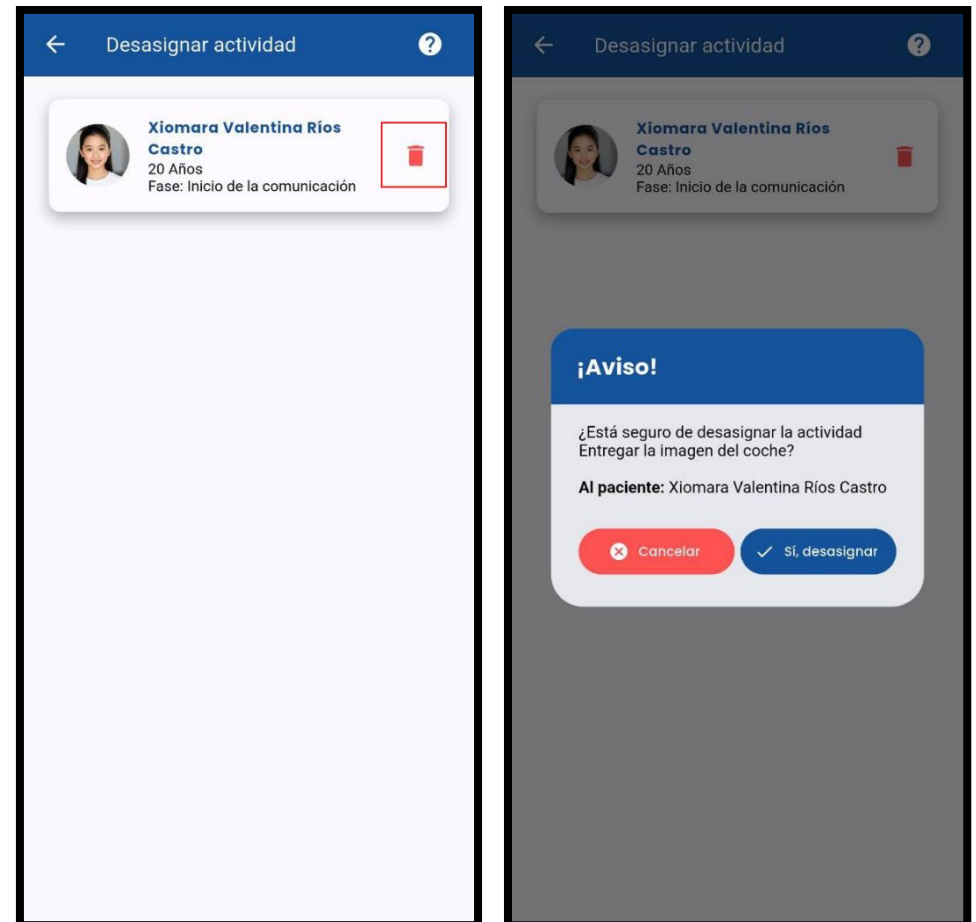 Desasignar actividad
Xiomara Valentina Ríos
Castro
20 Años
Fase: Inicio de la comunicación
Desasignar actividad
Xiomara Valentina Ríos
Castro
20 Años
Fase: Inicio de la comunicación
¡Aviso!
¿Está seguro de desasignar la actividad
Entregar la imagen del coche?
Al paciente: Xiomara Valentina Ríos Castro
Cancelar
Sí, desasignar